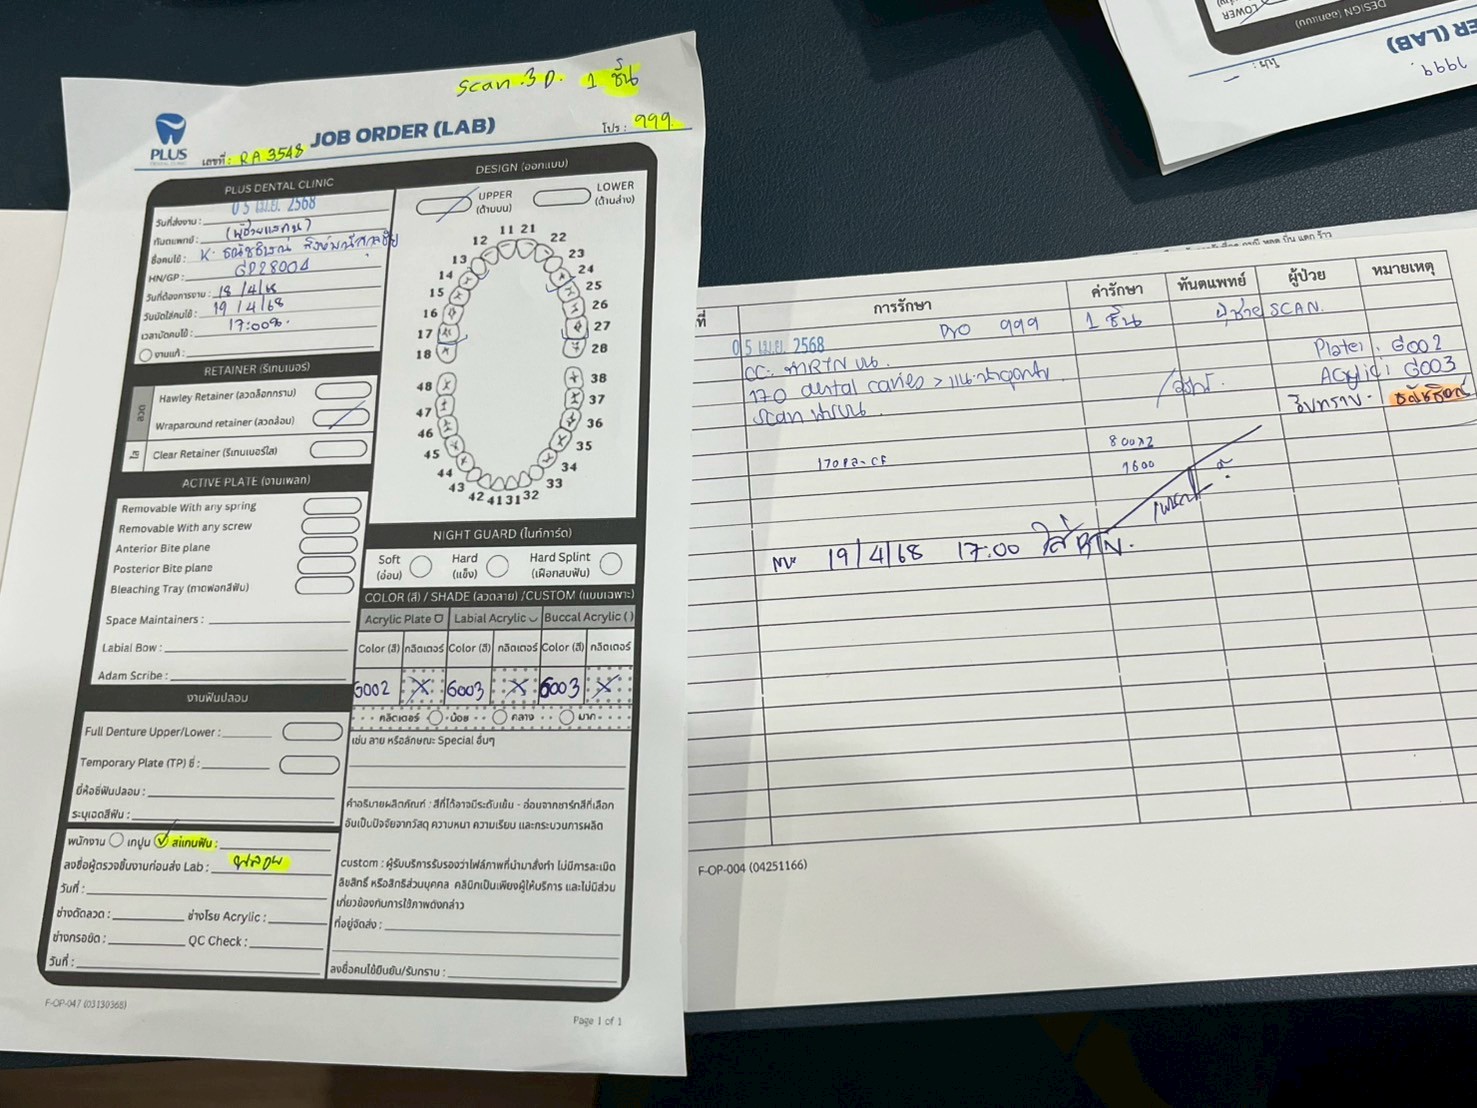 scan 3D. 1 ชิ้น
PLUS
JOB ORDER (LAB)
เลขที่ : RA 3548
โปร : 999.
PLUS DENTAL CLINIC
วันที่ส่งงาน : 05 เม.ย. 2568
ทันตแพทย์ :
ชื่อคนไข้ : K.
HN/GP : GP28004
วันที่ต้องการงาน : 18/4/68
วันนัดใส่คนไข้ : 19/4/68
เวลานัดคนไข้ : 17:00น.
งานแก้ :
RETAINER (รีเทนเนอร์)
ลวด
Hawley Retainer (ลวดล็อกกราม)
Wraparound retainer (ลวดอ้อม)
ใส
Clear Retainer (รีเทนเนอร์ใส)
ACTIVE PLATE (งานเพลท)
Removable With any spring
Removable With any screw
Anterior Bite plane
Posterior Bite plane
Bleaching Tray (ถาดฟอกสีฟัน)
Space Maintainers :
Labial Bow :
Adam Scribe :
งานฟันปลอม
Full Denture Upper/Lower :
Temporary Plate (TP) ซี่ :
ยี่ห้อซี่ฟันปลอม :
ระบุเฉดสีฟัน :
พนักงาน เทปูน สแกนฟัน :
ลงชื่อผู้ตรวจชิ้นงานก่อนส่ง Lab :
วันที่ :
ช่างดัดลวด : ช่างโรย Acrylic :
ช่างกรอขัด : QC Check :
วันที่ :
F-OP-047 (03130365)
DESIGN (ออกแบบ)
UPPER (ด้านบน)
LOWER (ด้านล่าง)
11 21
12 22
13 23
14 24
15 25
16 26
17 27
18 28
48 38
47 37
46 36
45 35
44 34
43 33
42 41 31 32
NIGHT GUARD (ไนท์การ์ด)
Soft (อ่อน)
Hard (แข็ง)
Hard Splint (เฝือกสบฟัน)
COLOR (สี) / SHADE (ลวดลาย) /CUSTOM (แบบเฉพาะ)
Acrylic Plate Labial Acrylic Buccal Acrylic ( )
Color (สี) กลิตเตอร์ Color (สี) กลิตเตอร์ Color (สี) กลิตเตอร์
G002 X G003 X G003 X
กลิตเตอร์ น้อย กลาง มาก
เช่น ลาย หรือลักษณะ Special อื่นๆ
คำอธิบายผลิตภัณฑ์ : สีที่ได้อาจมีระดับเข้ม - อ่อนจากชาร์ทสีที่เลือก
อันเป็นปัจจัยจากวัสดุ ความหนา ความเรียบ และกระบวนการผลิต
custom : ผู้รับบริการรับรองว่าไฟล์ภาพที่นำมาสั่งทำ ไม่มีการละเมิด
ลิขสิทธิ์ หรือสิทธิส่วนบุคคล คลินิกเป็นเพียงผู้ให้บริการ และไม่มีส่วน
เกี่ยวข้องกับการใช้ภาพดังกล่าว
ที่อยู่จัดส่ง :
ลงชื่อคนไข้ยืนยัน/รับทราบ :
Page 1 of 1
ที่ การรักษา ค่ารักษา ทันตแพทย์ ผู้ป่วย หมายเหตุ
05 เม.ย. 2568 Pro 999 1 ชิ้น ผู้ช่วย SCAN.
CC: ทำRTN บน. Plate : G002
no dental caries > Acrylic : G003
scan รับทราบ.
800x2
1600
NV 19/4/68 17:00 ใส่ RTN.
F-OP-004 (04251166)
LOWER
DESIGN (ออกแบบ)
ER (LAB)
โปร :
999.